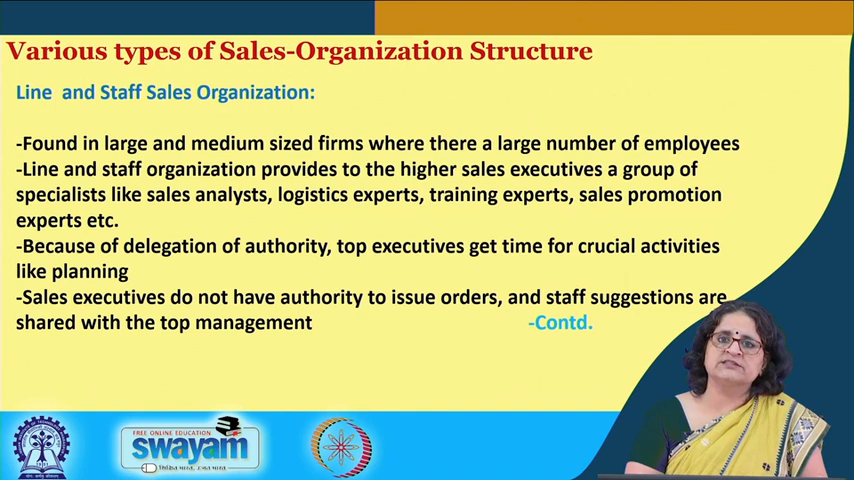 Various types of Sales-Organization Structure
Line and Staff Sales Organization:
-Found in large and medium sized firms where there a large number of employees
-Line and staff organization provides to the higher sales executives a group of
specialists like sales analysts, logistics experts, training experts, sales promotion
experts etc.
-Because of delegation of authority, top executives get time for crucial activities
like planning
-Sales executives do not have authority to issue orders, and staff suggestions are
shared with the top management
-Contd.
FREE ONLINE EDUCATION
swayam
शिक्षित भारत, उन्नत भारत